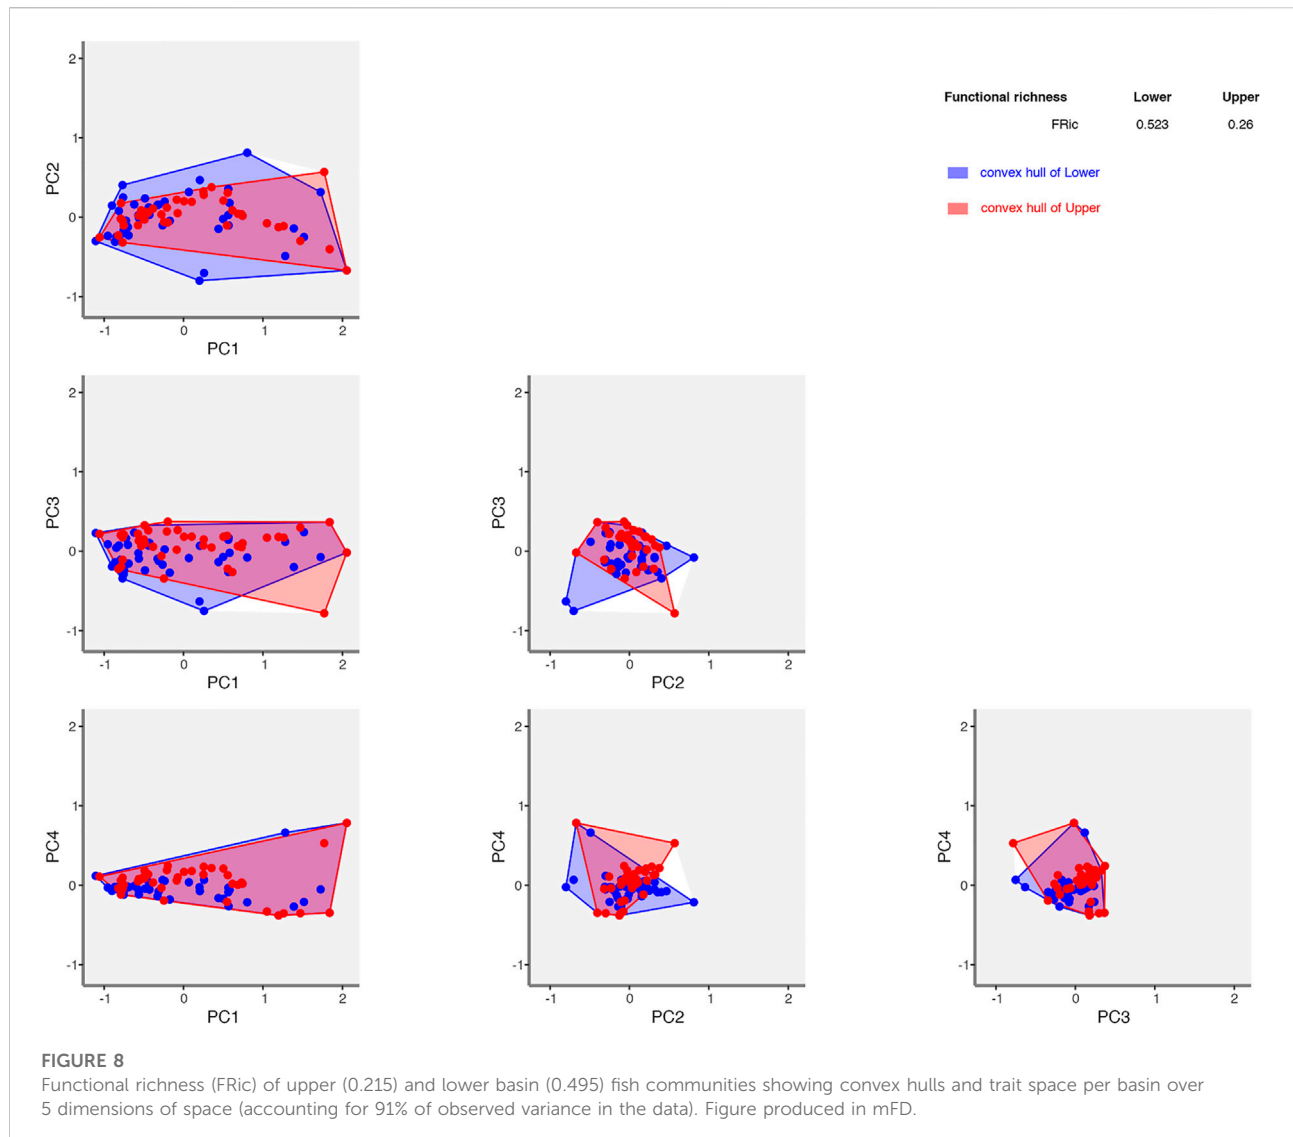 2
1
0
-1
PC2
-1 0 1 2
PC1
Functional richness Lower Upper
FRic 0.523 0.26
convex hull of Lower
convex hull of Upper
2
1
0
-1
PC3
-1 0 1 2
PC1
2
1
0
-1
PC3
-1 0 1 2
PC2
2
1
0
-1
PC4
-1 0 1 2
PC1
2
1
0
-1
PC4
-1 0 1 2
PC2
2
1
0
-1
PC4
-1 0 1 2
PC3
FIGURE 8
Functional richness (FRic) of upper (0.215) and lower basin (0.495) fish communities showing convex hulls and trait space per basin over
5 dimensions of space (accounting for 91% of observed variance in the data). Figure produced in mFD.